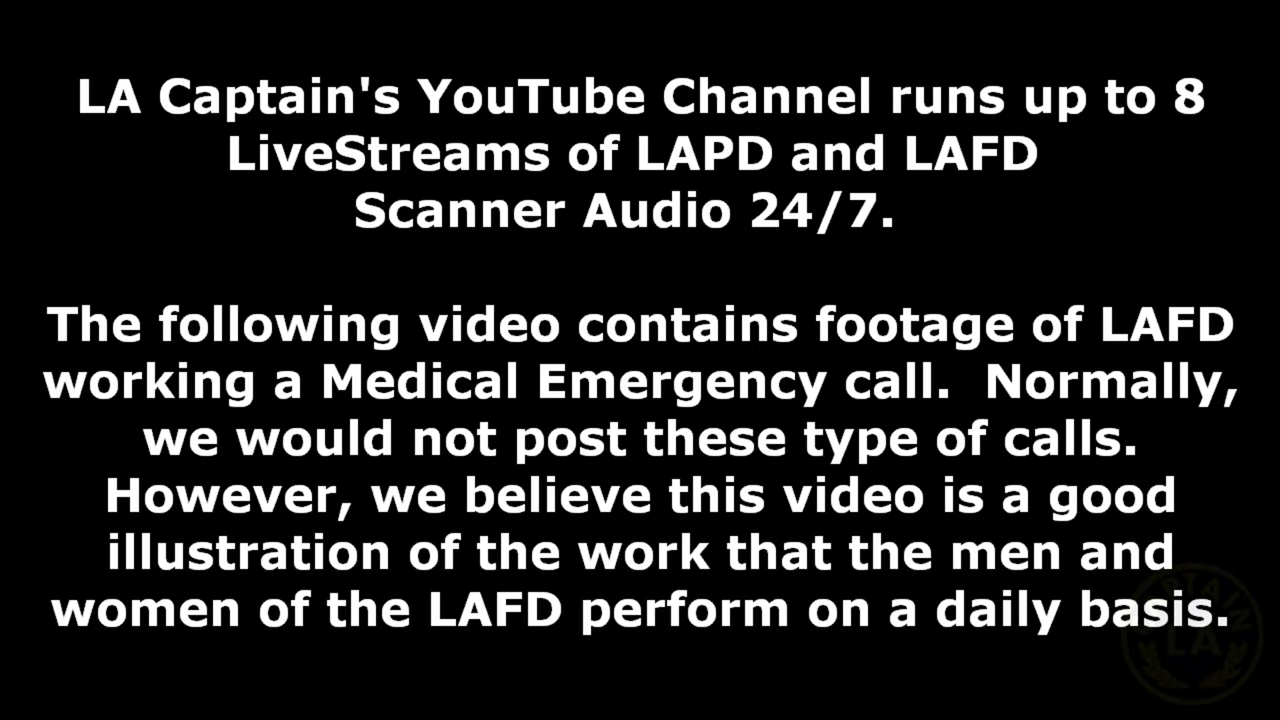 LA Captain's YouTube Channel runs up to 8
LiveStreams of LAPD and LAFD
Scanner Audio 24/7.
The following video contains footage of LAFD
working a Medical Emergency call.  Normally,
we would not post these type of calls.
However, we believe this video is a good
illustration of the work that the men and
women of the LAFD perform on a daily basis.
CAPTAIN
LA